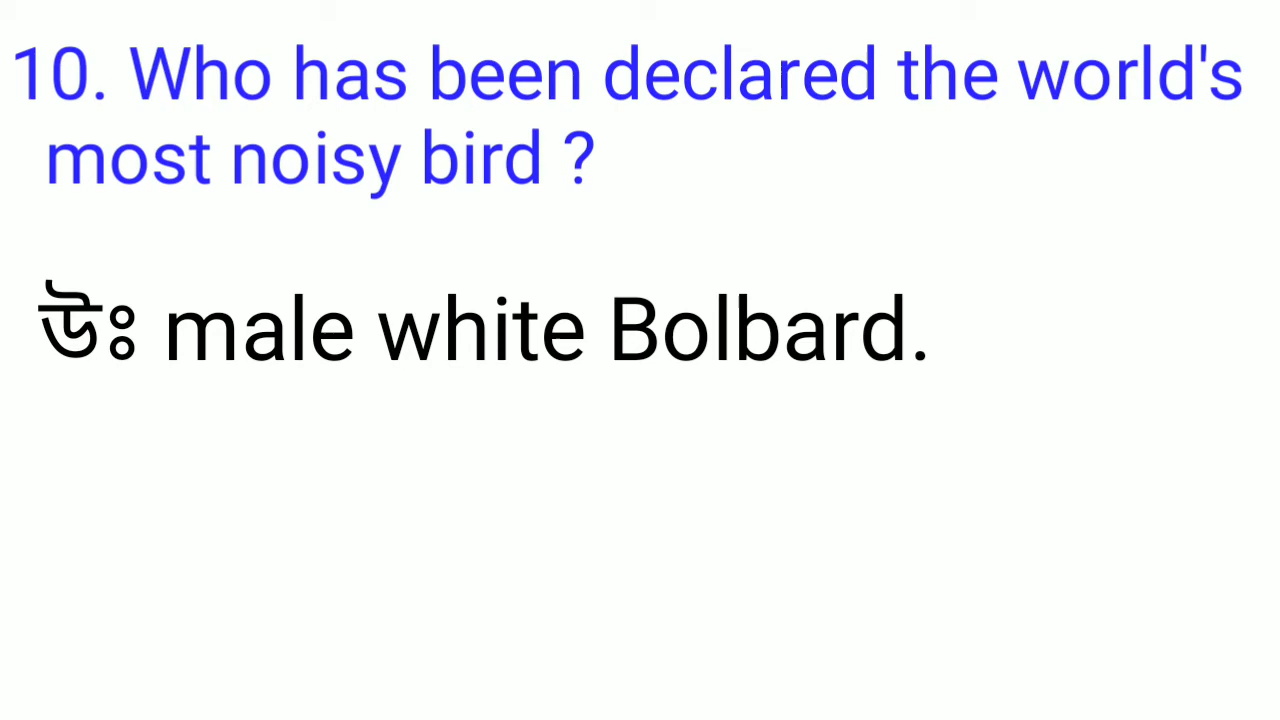 10. Who has been declared the world's
most noisy bird ?
উঃ male white Bolbard.